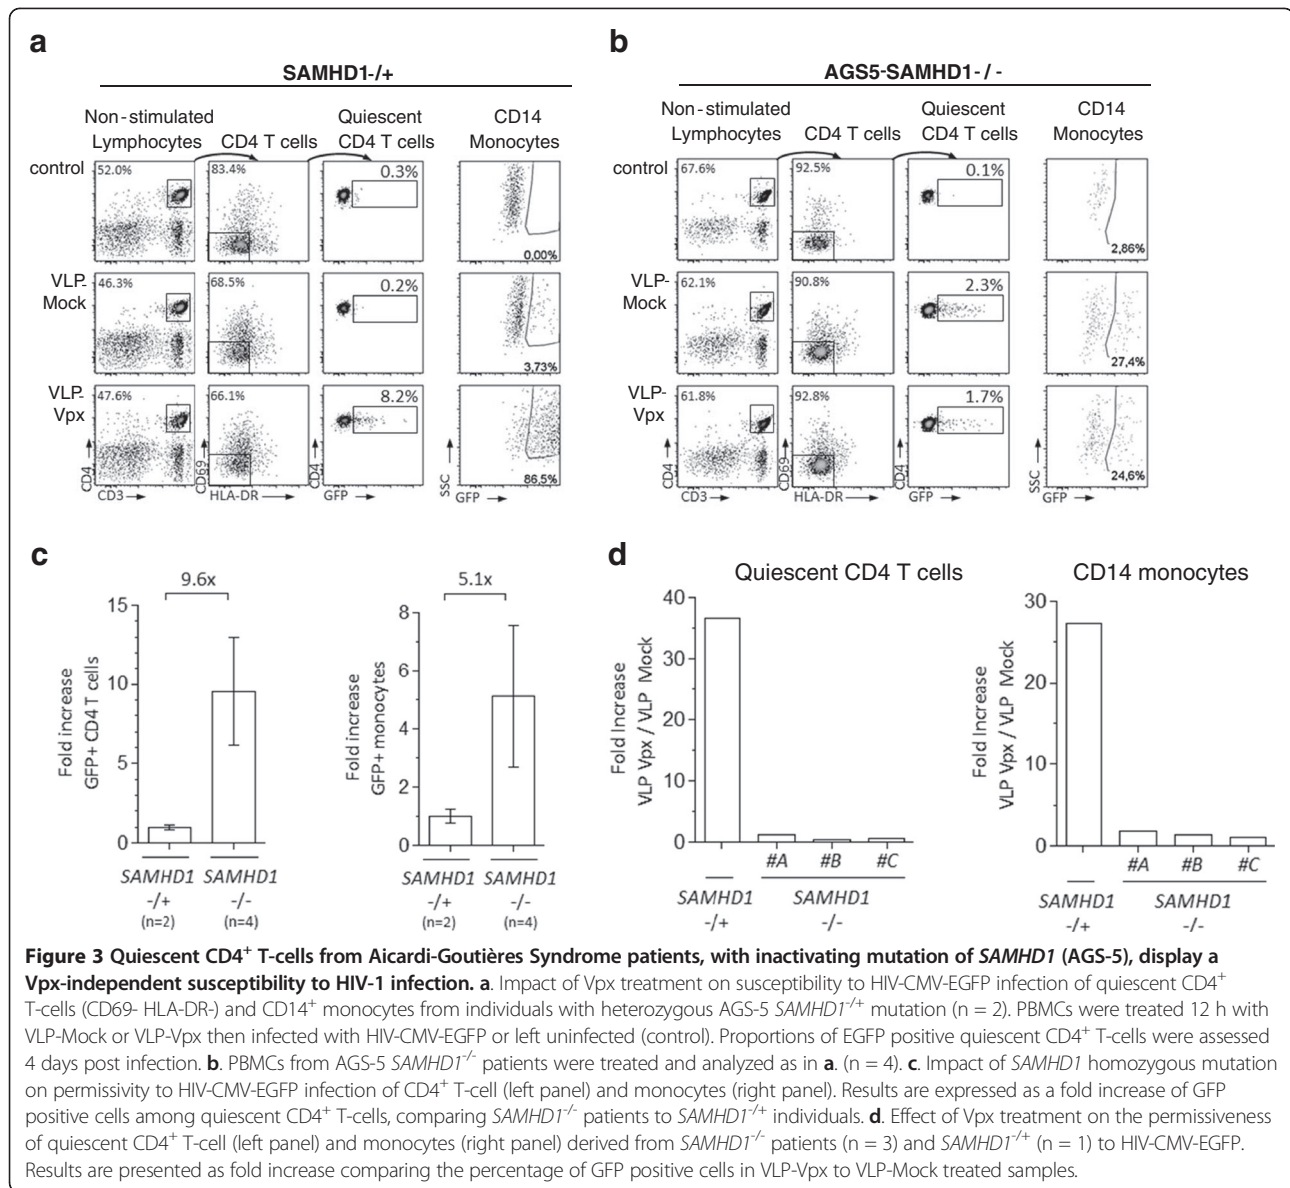 a
SAMHD1-/+
Non-stimulated Lymphocytes
CD4 T cells
Quiescent CD4 T cells
CD14 Monocytes
control
52.0%
83.4%
0.3%
0,00%
VLP-Mock
46.3%
68.5%
0.2%
3,73%
VLP-Vpx
47.6%
66.1%
8.2%
86,5%
CD4
CD3
CD69
HLA-DR
CD4
GFP
SSC
GFP
b
AGS5-SAMHD1-/-
Non-stimulated Lymphocytes
CD4 T cells
Quiescent CD4 T cells
CD14 Monocytes
control
67.6%
92.5%
0.1%
2,86%
VLP-Mock
62.1%
90.8%
2.3%
27,4%
VLP-Vpx
61.8%
92.8%
1.7%
24,6%
CD4
CD3
CD69
HLA-DR
CD4
GFP
SSC
GFP
c
9.6x
Fold increase
GFP+ CD4 T cells
15
10
5
0
SAMHD1 SAMHD1
-/+ -/-
(n=2) (n=4)
5.1x
Fold increase
GFP+ monocytes
8
6
4
2
0
SAMHD1 SAMHD1
-/+ -/-
(n=2) (n=4)
d
Quiescent CD4 T cells
Fold Increase
VLP Vpx / VLP Mock
40
30
20
10
0
#A #B #C
SAMHD1 SAMHD1
-/+ -/-
CD14 monocytes
Fold Increase
VLP Vpx / VLP Mock
30
20
10
0
#A #B #C
SAMHD1 SAMHD1
-/+ -/-
Figure 3 Quiescent CD4⁺ T-cells from Aicardi-Goutières Syndrome patients, with inactivating mutation of SAMHD1 (AGS-5), display a
Vpx-independent susceptibility to HIV-1 infection. a. Impact of Vpx treatment on susceptibility to HIV-CMV-EGFP infection of quiescent CD4⁺
T-cells (CD69- HLA-DR-) and CD14⁺ monocytes from individuals with heterozygous AGS-5 SAMHD1⁻/⁺ mutation (n = 2). PBMCs were treated 12 h with
VLP-Mock or VLP-Vpx then infected with HIV-CMV-EGFP or left uninfected (control). Proportions of EGFP positive quiescent CD4⁺ T-cells were assessed
4 days post infection. b. PBMCs from AGS-5 SAMHD1⁻/⁻ patients were treated and analyzed as in a. (n = 4). c. Impact of SAMHD1 homozygous mutation
on permissivity to HIV-CMV-EGFP infection of CD4⁺ T-cell (left panel) and monocytes (right panel). Results are expressed as a fold increase of GFP
positive cells among quiescent CD4⁺ T-cells, comparing SAMHD1⁻/⁻ patients to SAMHD1⁻/⁺ individuals. d. Effect of Vpx treatment on the permissiveness
of quiescent CD4⁺ T-cell (left panel) and monocytes (right panel) derived from SAMHD1⁻/⁻ patients (n = 3) and SAMHD1⁻/⁺ (n = 1) to HIV-CMV-EGFP.
Results are presented as fold increase comparing the percentage of GFP positive cells in VLP-Vpx to VLP-Mock treated samples.